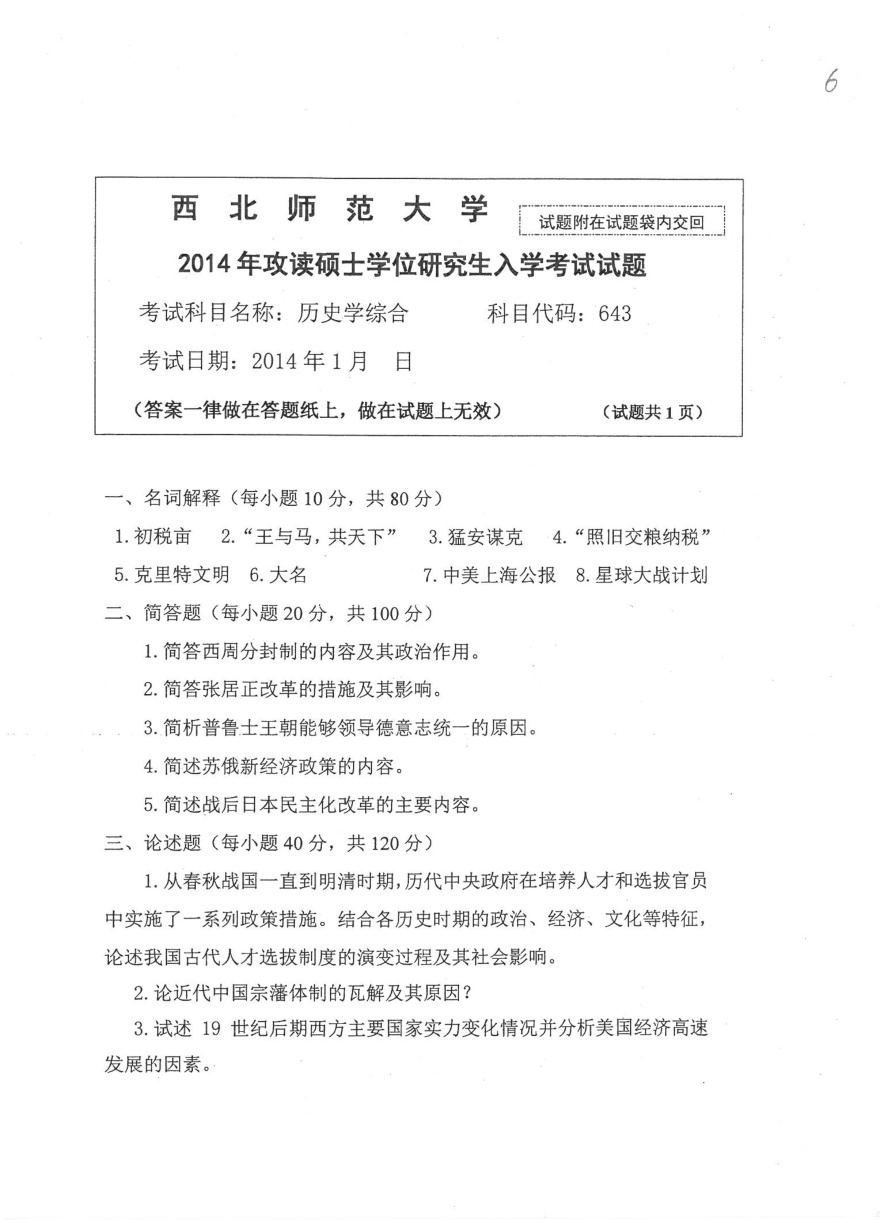 6
西北师范大学
试题附在试题袋内交回
2014年攻读硕士学位研究生入学考试试题
考试科目名称：历史学综合 科目代码：643
考试日期：2014年1月 日
（答案一律做在答题纸上，做在试题上无效） （试题共1页）
一、名词解释（每小题10分，共80分）
1.初税亩 2.“王与马，共天下” 3.猛安谋克 4.“照旧交粮纳税”
5.克里特文明 6.大名 7.中美上海公报 8.星球大战计划
二、简答题（每小题20分，共100分）
1.简答西周分封制的内容及其政治作用。
2.简答张居正改革的措施及其影响。
3.简析普鲁士王朝能够领导德意志统一的原因。
4.简述苏俄新经济政策的内容。
5.简述战后日本民主化改革的主要内容。
三、论述题（每小题40分，共120分）
1.从春秋战国一直到明清时期,历代中央政府在培养人才和选拔官员
中实施了一系列政策措施。结合各历史时期的政治、经济、文化等特征，
论述我国古代人才选拔制度的演变过程及其社会影响。
2.论近代中国宗藩体制的瓦解及其原因？
3.试述 19 世纪后期西方主要国家实力变化情况并分析美国经济高速
发展的因素。